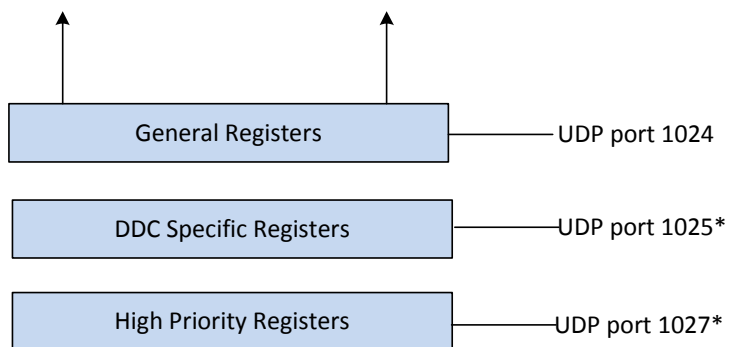 General Registers
UDP port 1024
DDC Specific Registers
UDP port 1025*
High Priority Registers
UDP port 1027*